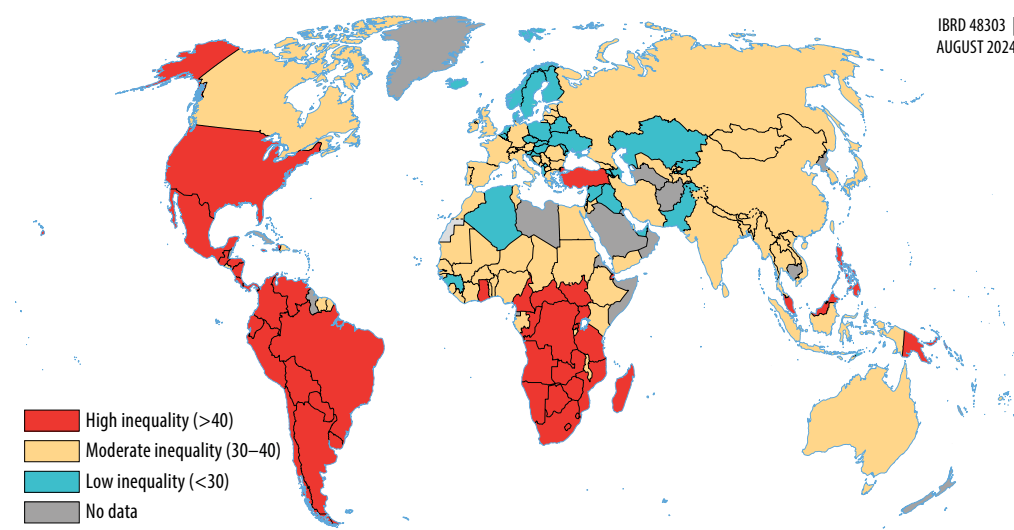 IBRD 48303 |
AUGUST 2024
High inequality (>40)
Moderate inequality (30–40)
Low inequality (<30)
No data